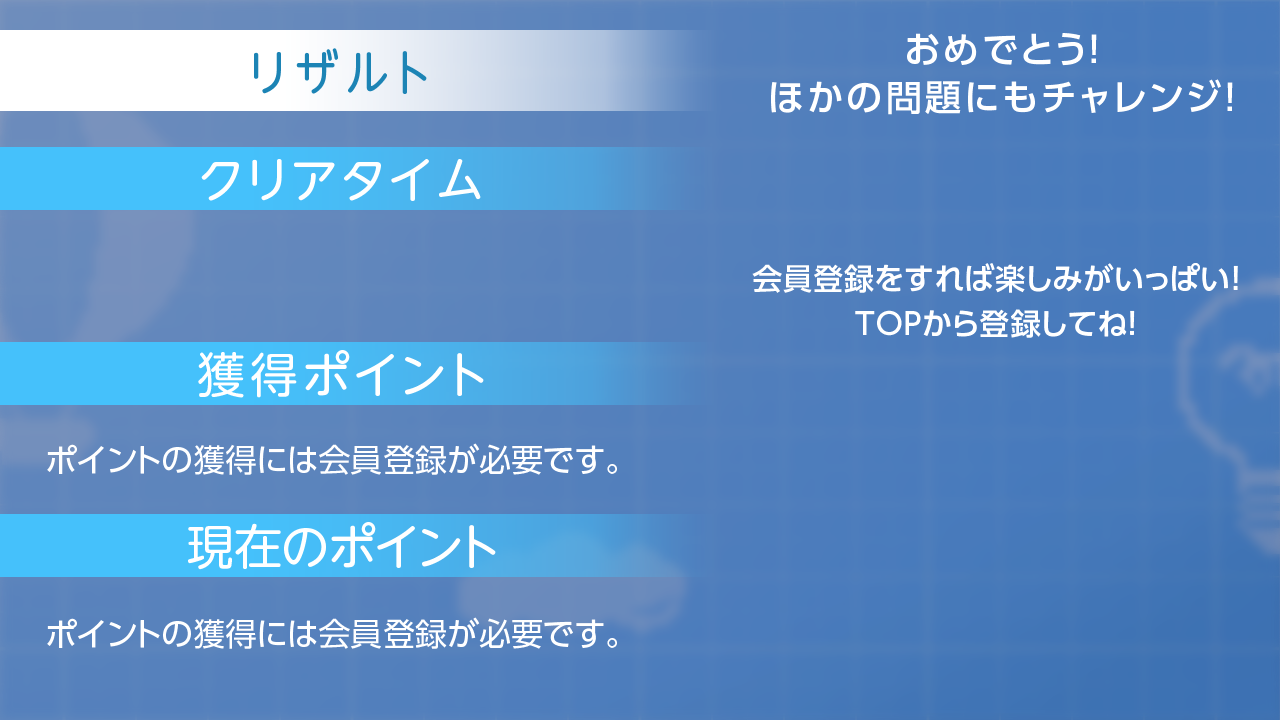 リザルト
クリアタイム
獲得ポイント
ポイントの獲得には会員登録が必要です。
現在のポイント
ポイントの獲得には会員登録が必要です。
おめでとう!
ほかの問題にもチャレンジ!
会員登録をすれば楽しみがいっぱい!
TOPから登録してね!